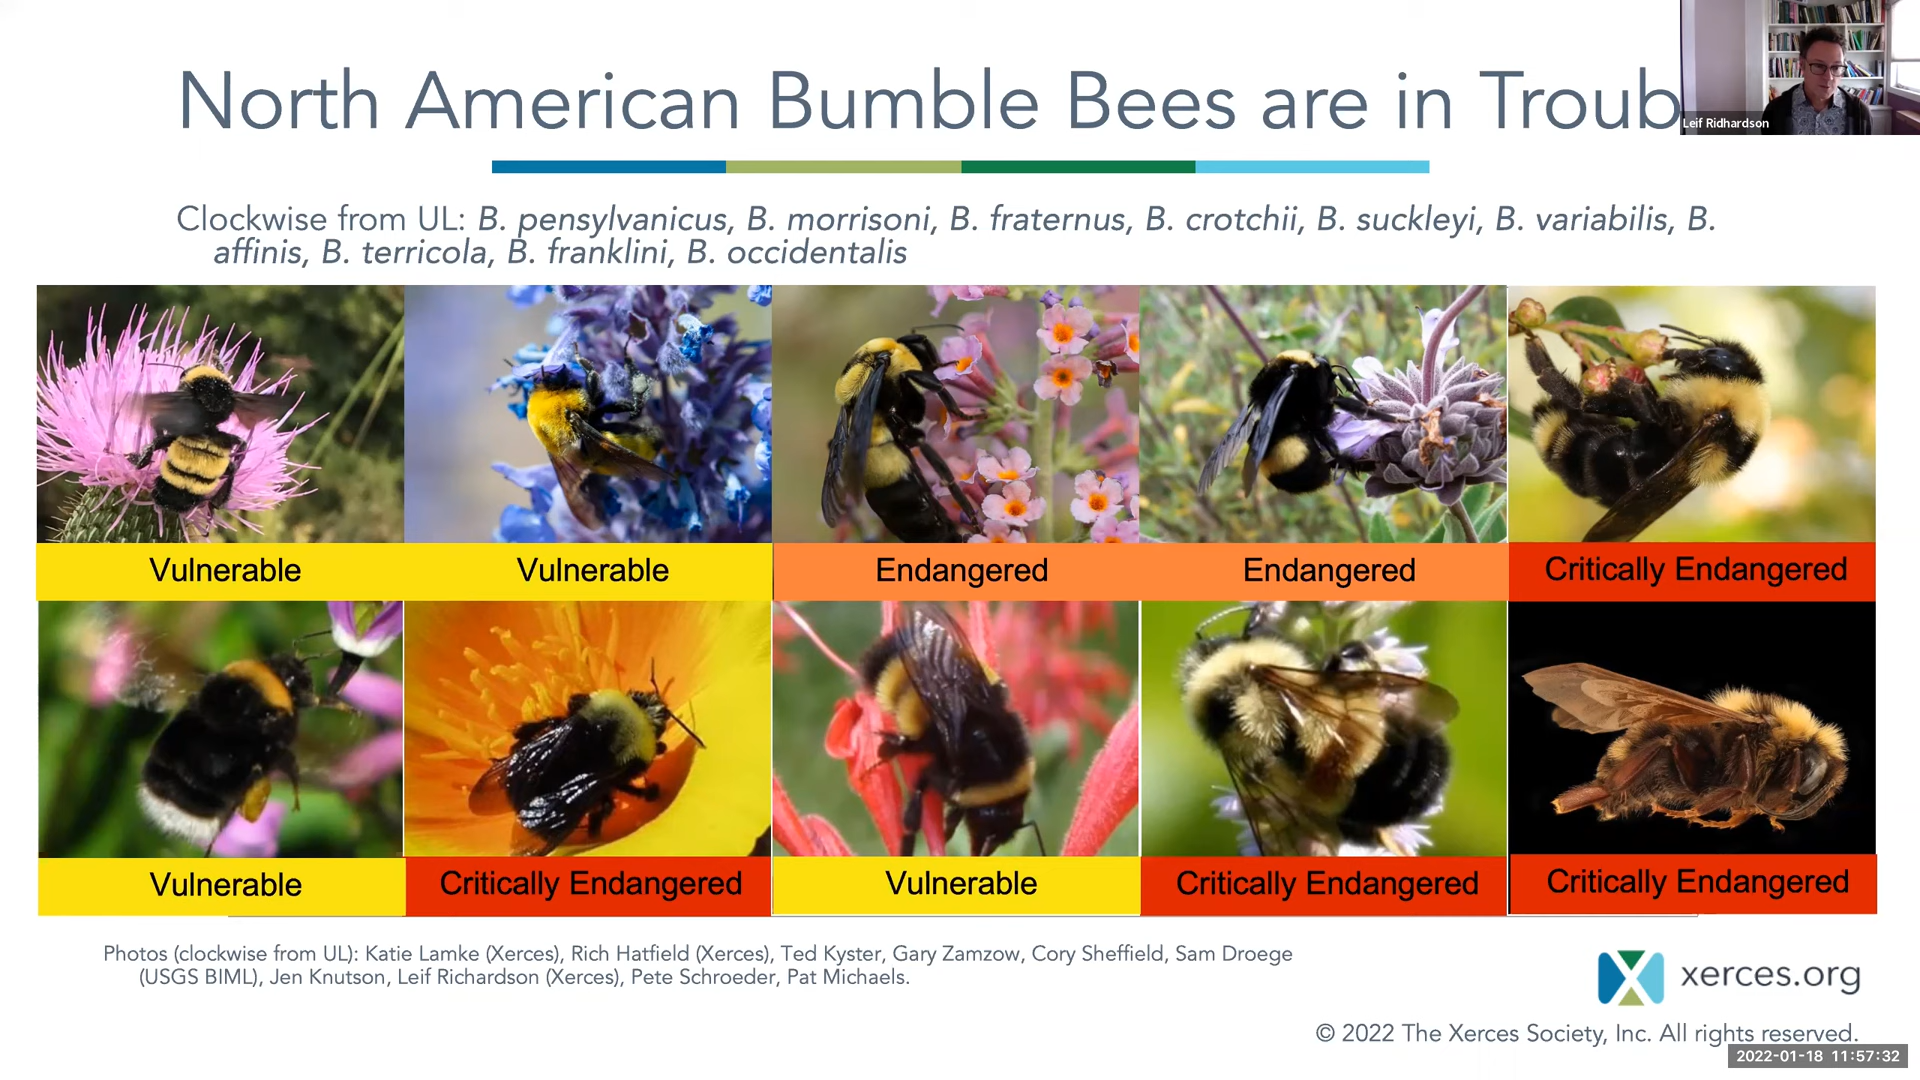 North American Bumble Bees are in Troub
Leif Ridhardson
Clockwise from UL: B. pensylvanicus, B. morrisoni, B. fraternus, B. crotchii, B. suckleyi, B. variabilis, B.
affinis, B. terricola, B. franklini, B. occidentalis
Vulnerable
Vulnerable
Endangered
Endangered
Critically Endangered
Vulnerable
Critically Endangered
Vulnerable
Critically Endangered
Critically Endangered
Photos (clockwise from UL): Katie Lamke (Xerces), Rich Hatfield (Xerces), Ted Kyster, Gary Zamzow, Cory Sheffield, Sam Droege
(USGS BIML), Jen Knutson, Leif Richardson (Xerces), Pete Schroeder, Pat Michaels.
xerces.org
© 2022 The Xerces Society, Inc. All rights reserved.
2022-01-18 11:57:32